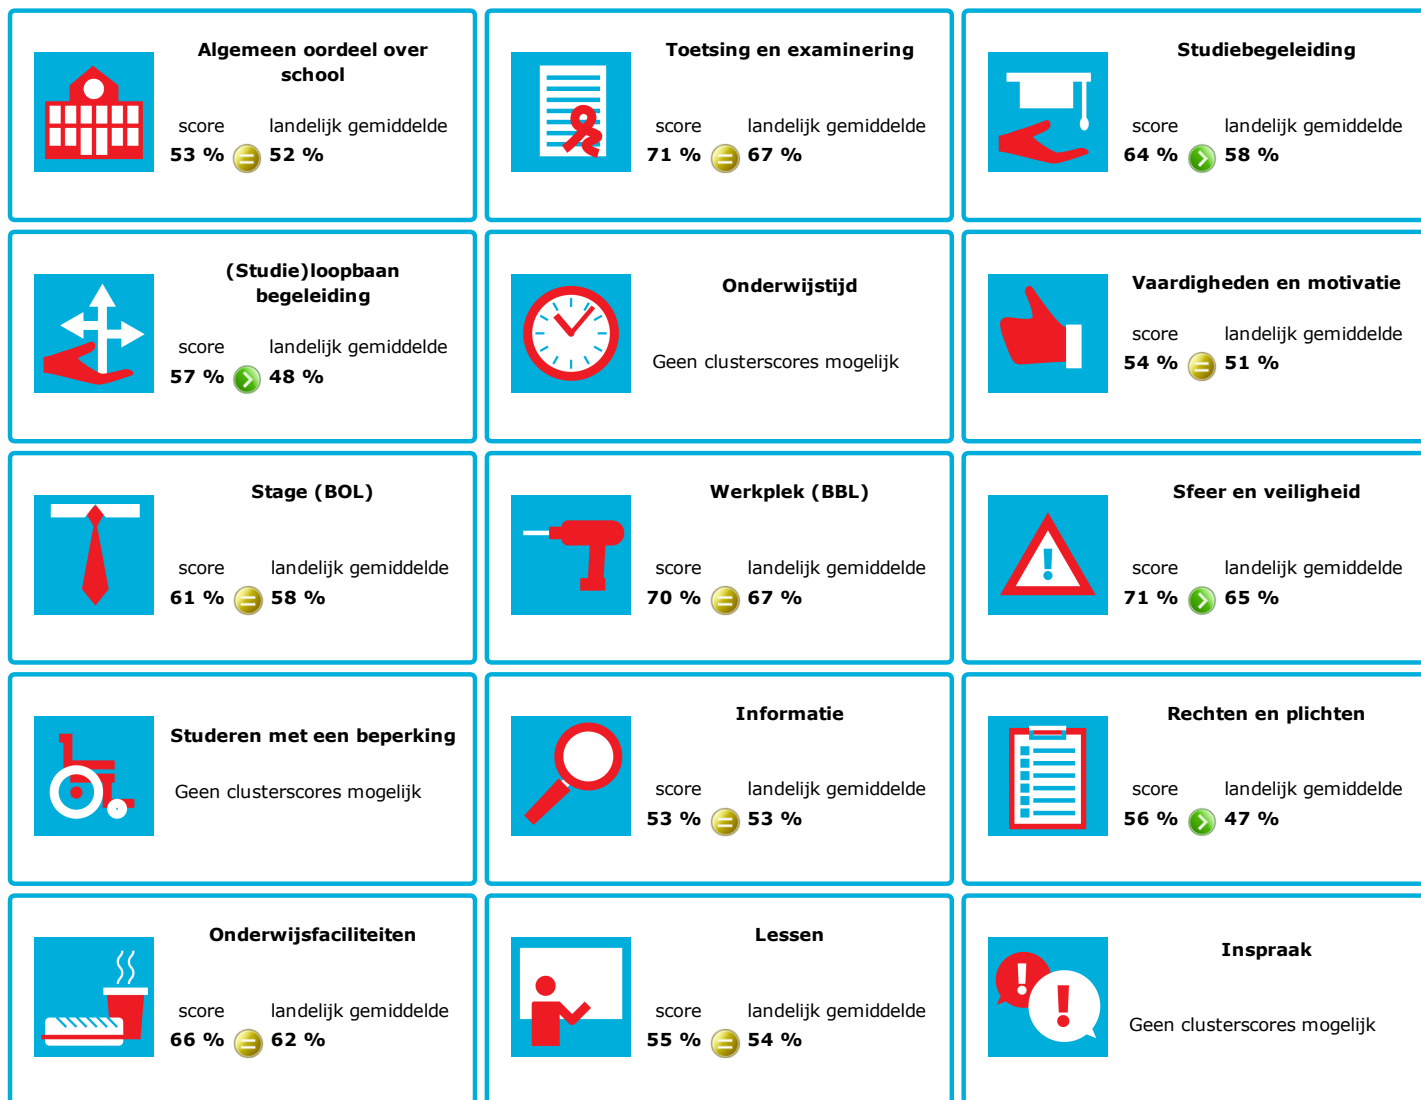 Algemeen oordeel over
school
score landelijk gemiddelde
53 % = 52 %
Toetsing en examinering
score landelijk gemiddelde
71 % = 67 %
Studiebegeleiding
score landelijk gemiddelde
64 % > 58 %
(Studie)loopbaan
begeleiding
score landelijk gemiddelde
57 % > 48 %
Onderwijstijd
Geen clusterscores mogelijk
Vaardigheden en motivatie
score landelijk gemiddelde
54 % = 51 %
Stage (BOL)
score landelijk gemiddelde
61 % = 58 %
Werkplek (BBL)
score landelijk gemiddelde
70 % = 67 %
Sfeer en veiligheid
score landelijk gemiddelde
71 % > 65 %
Studeren met een beperking
Geen clusterscores mogelijk
Informatie
score landelijk gemiddelde
53 % = 53 %
Rechten en plichten
score landelijk gemiddelde
56 % > 47 %
Onderwijsfaciliteiten
score landelijk gemiddelde
66 % = 62 %
Lessen
score landelijk gemiddelde
55 % = 54 %
Inspraak
Geen clusterscores mogelijk